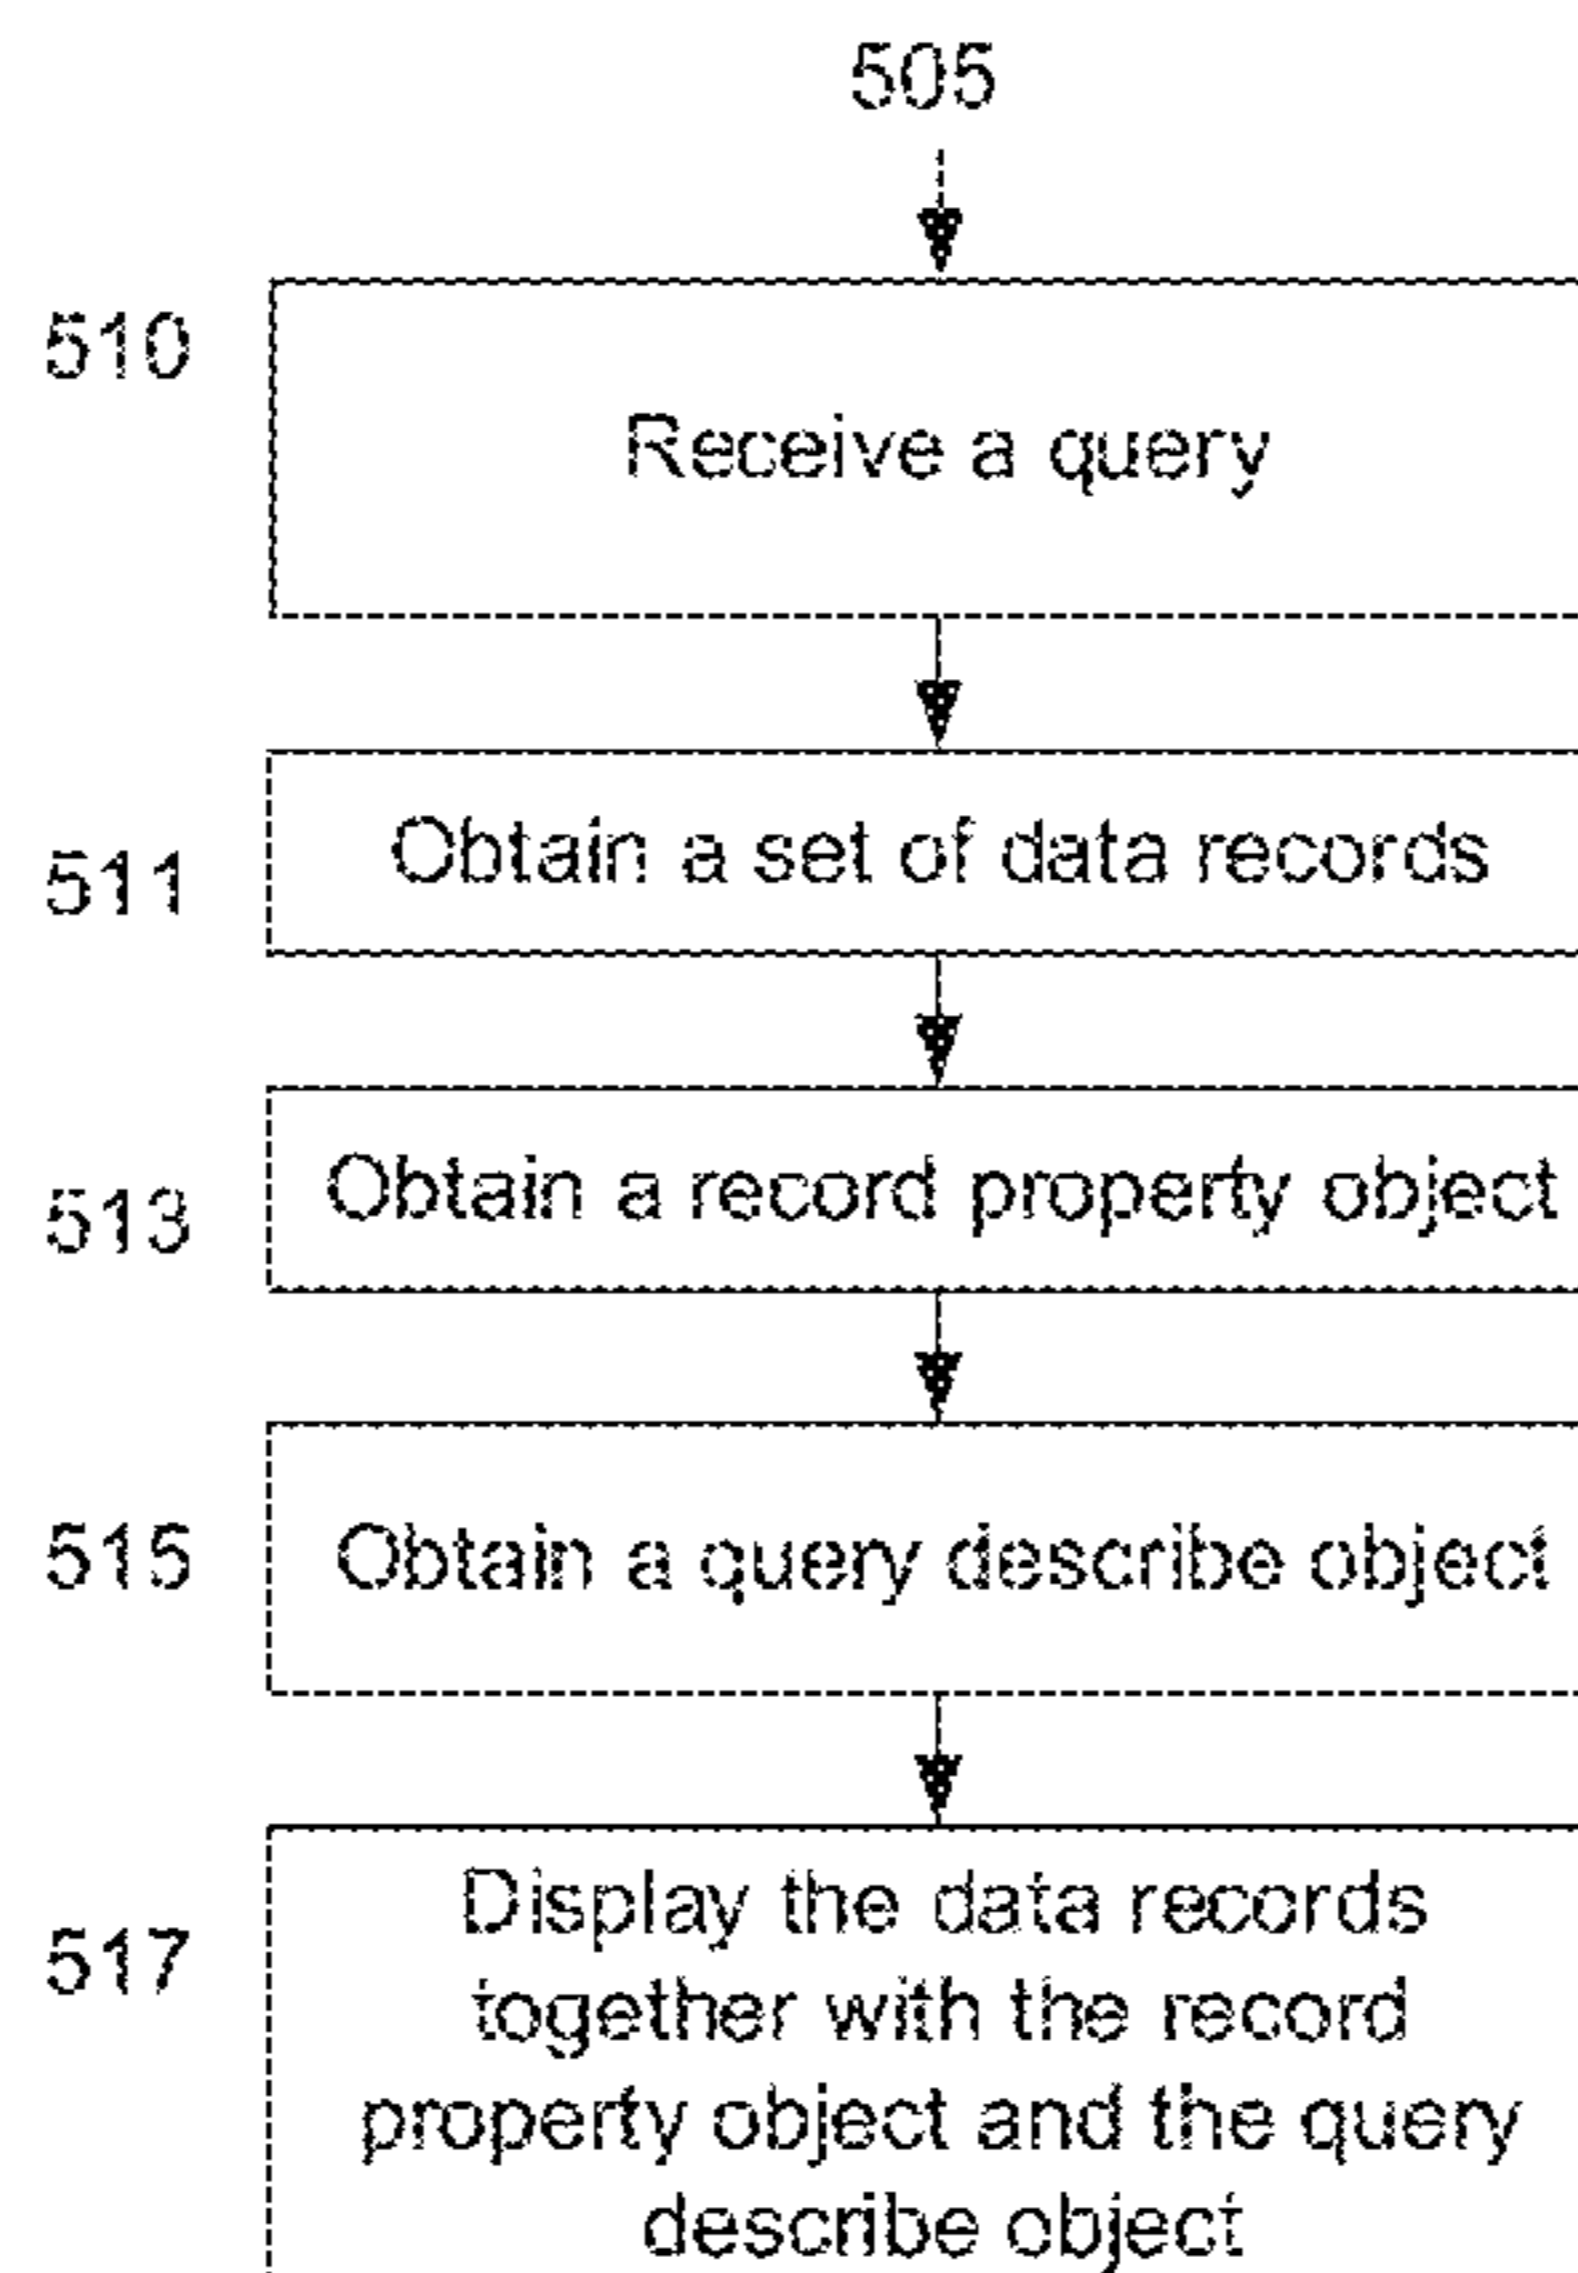 505
510
Receive a query
511
Obtain a set of data records
513
Obtain a record property object
515
Obtain a query describe object
517
Display the data records
together with the record
property object and the query
describe object